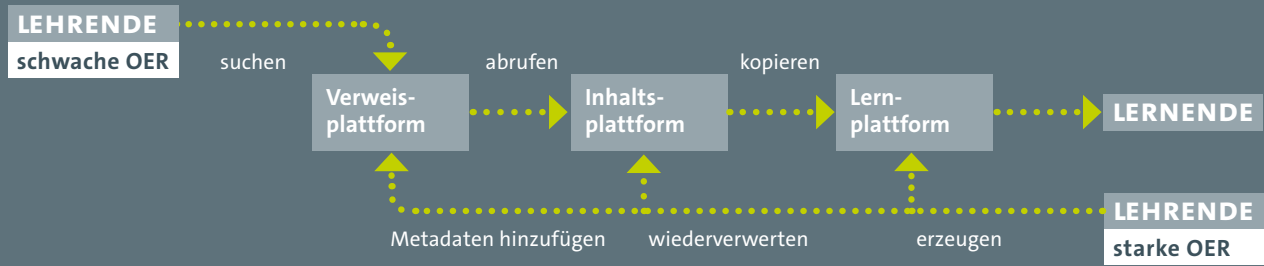 LEHRENDE
schwache OER
suchen
abrufen
kopieren
Verweis-
plattform
Inhalts-
plattform
Lern-
plattform
LERNENDE
LEHRENDE
starke OER
Metadaten hinzufügen
wiederverwerten
erzeugen